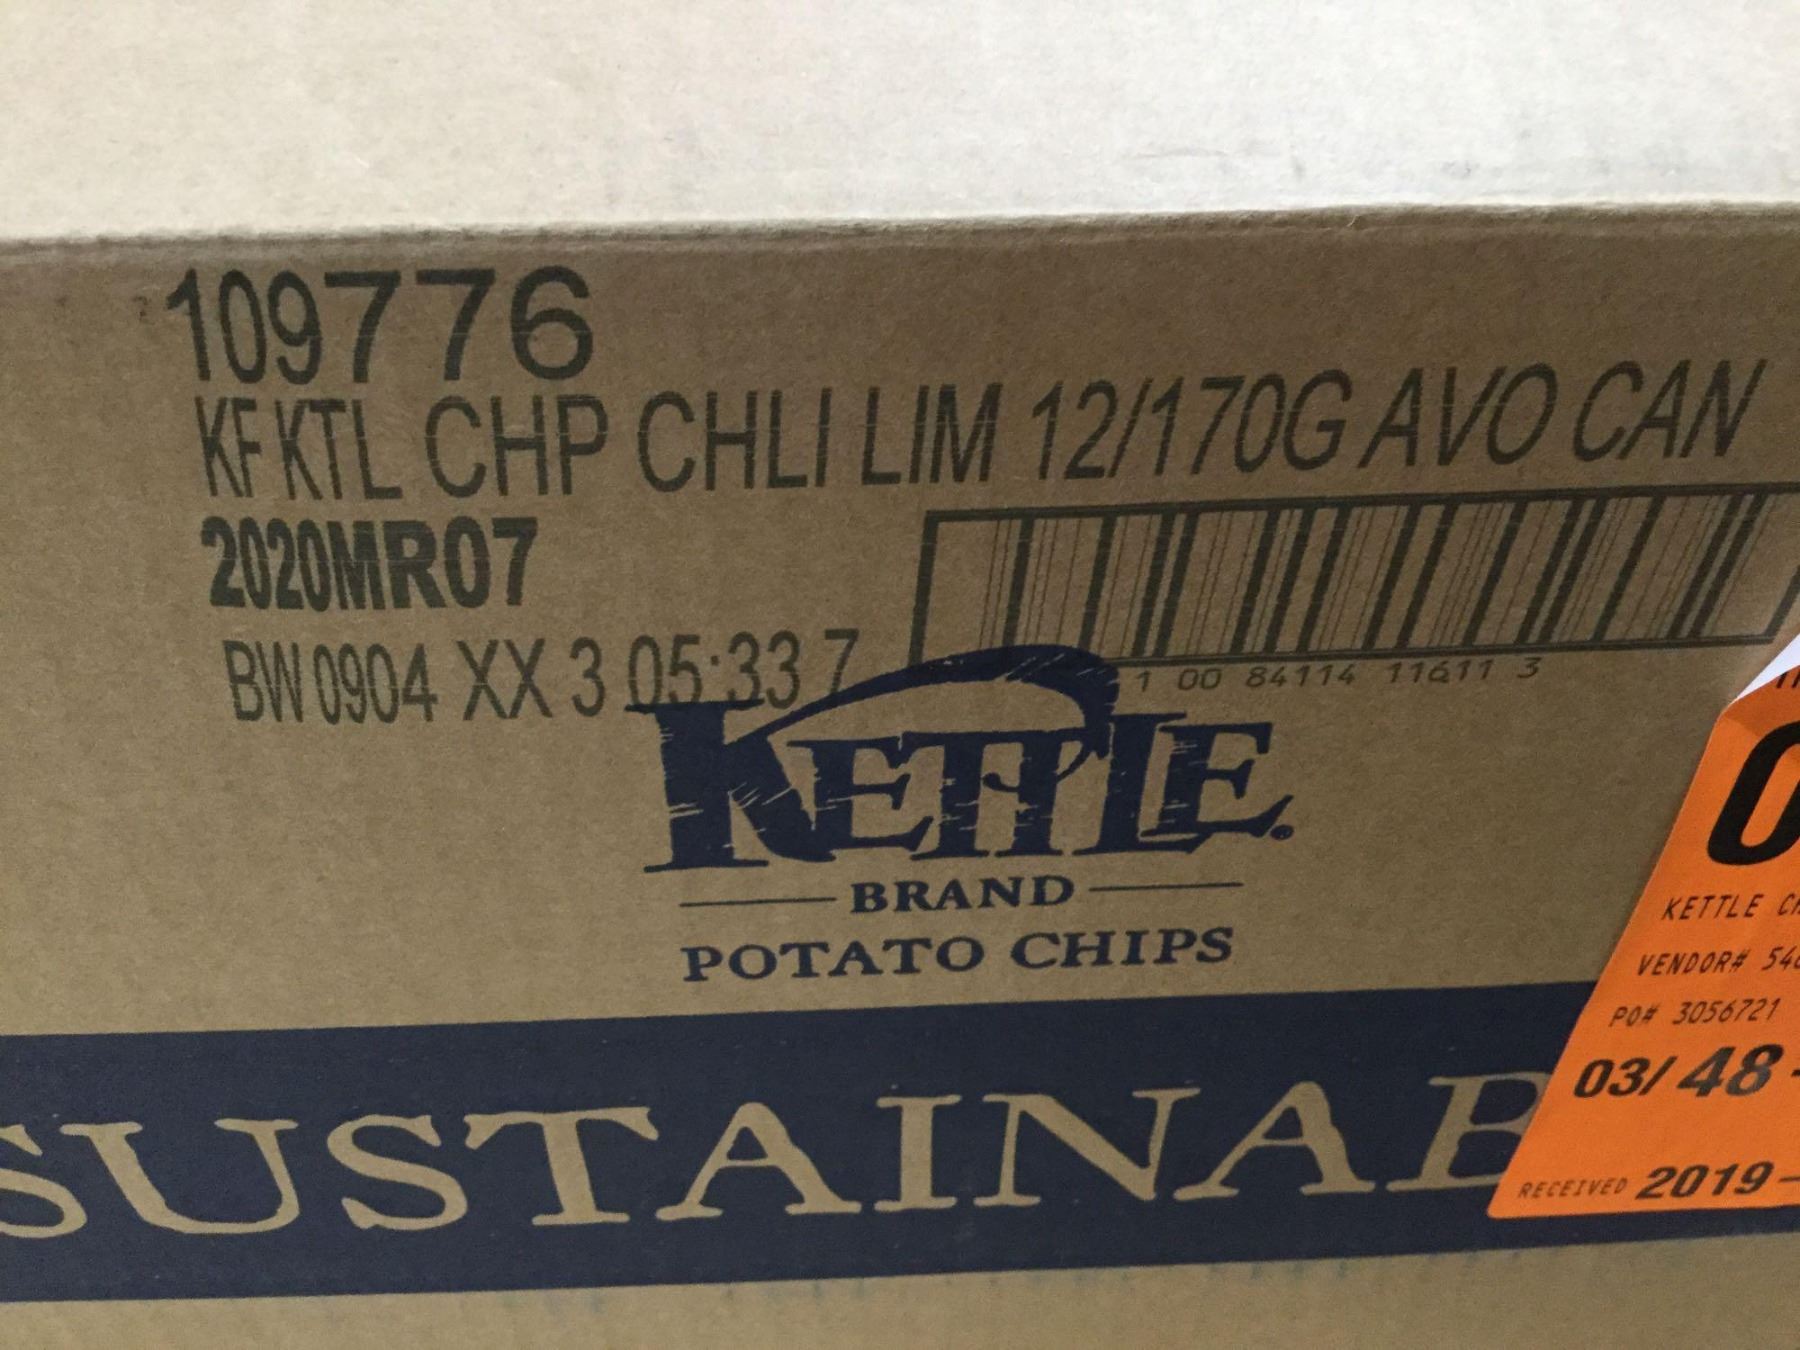 109776
KF KTL CHP CHLI LIM 12/170G AVO CAN
2020MR07
BW 0904 XX 3 05:33 7
1 00 84114 11611 3
KETTLE
BRAND
POTATO CHIPS
KETTLE
VENDOR#
PO# 3056721
03/48-
RECEIVED 2019-